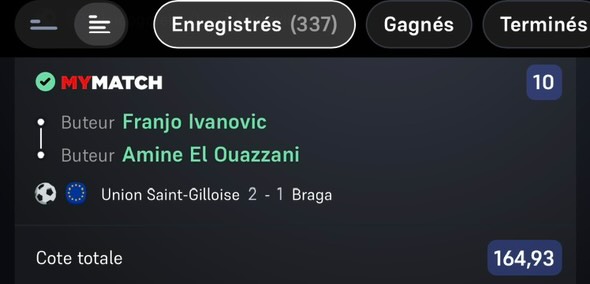 Enregistrés (337) Gagnés Terminés
MYMATCH 10
Buteur Franjo Ivanovic
Buteur Amine El Ouazzani
Union Saint-Gilloise 2 - 1 Braga
Cote totale 164,93